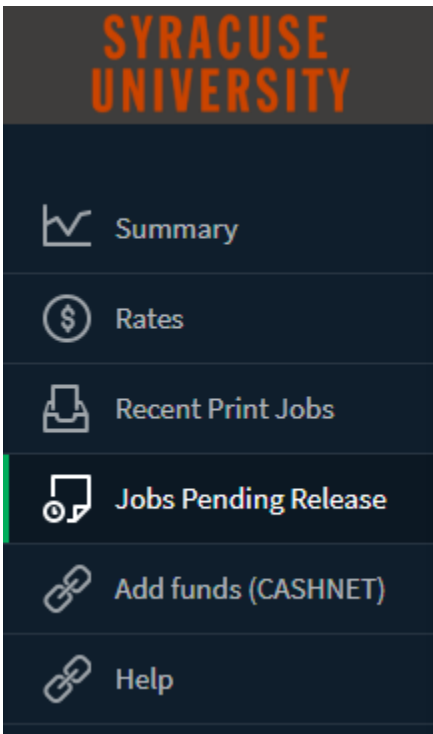 SYRACUSE
UNIVERSITY
Summary
$ Rates
Recent Print Jobs
Jobs Pending Release
Add funds (CASHNET)
Help